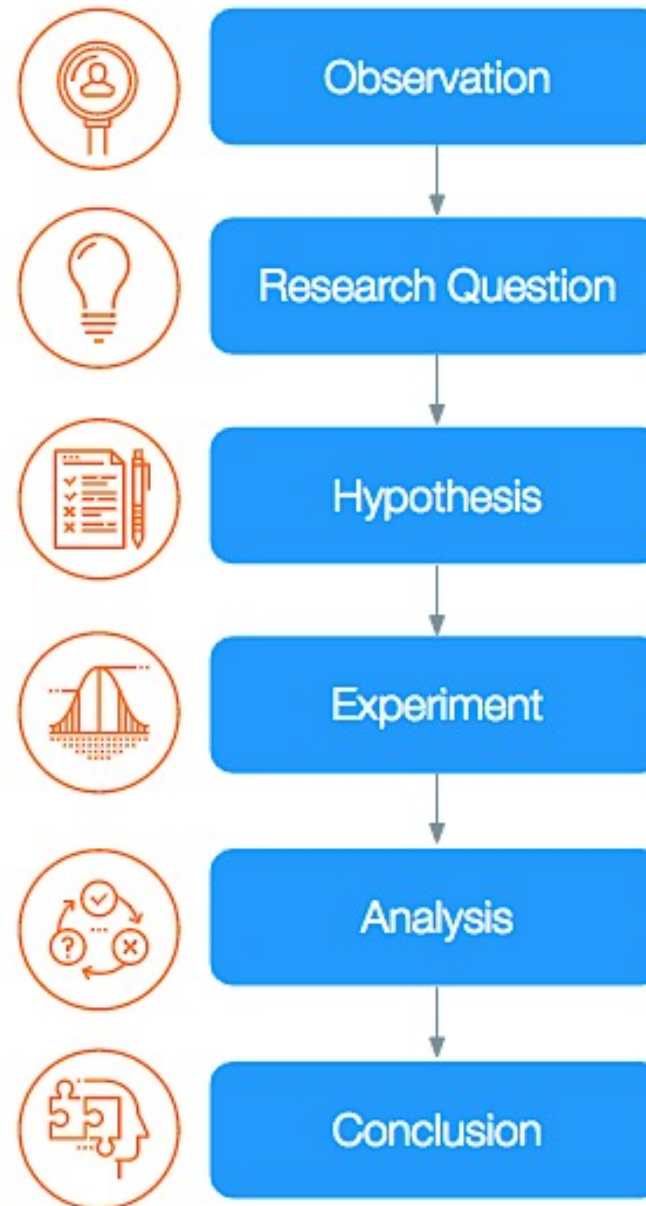 Observation
Research Question
Hypothesis
Experiment
Analysis
Conclusion